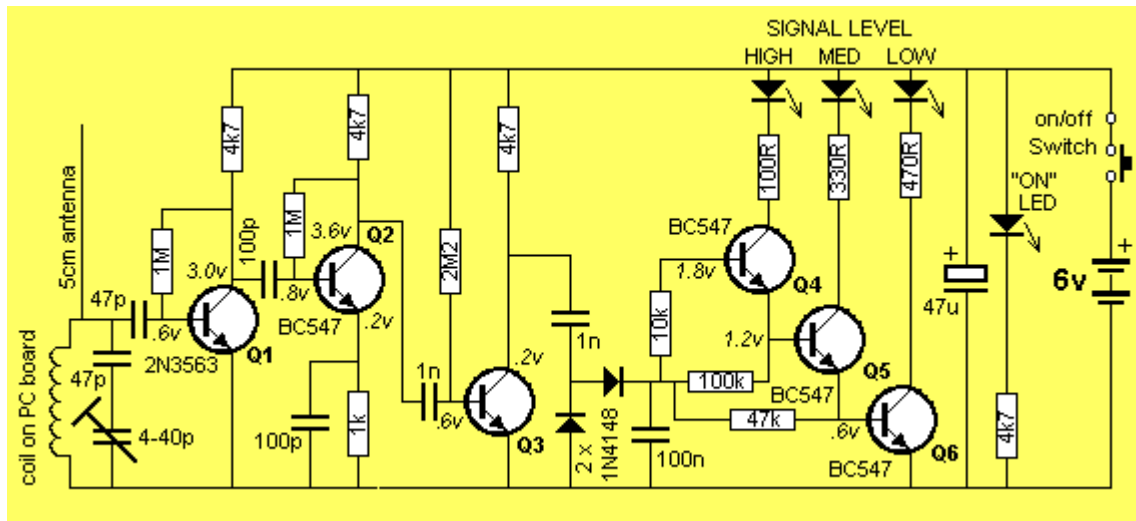 SIGNAL LEVEL
HIGH MED LOW
on/off
Switch
"ON"
LED
+
6v
5cm antenna
coil on PC board
4k7
4k7
4k7
1M
1M
2M2
100R
330R
470R
3.0v
100p
3.6v
Q2
.8v
BC547
.2v
47p
.6v
2N3563
Q1
47p
4-40p
100p
1k
1n
.6v
.2v
Q3
1n
2 x
1N4148
BC547
1.8v
Q4
10k
1.2v
Q5
100k
BC547
47k
.6v
Q6
BC547
100n
+
47u
4k7